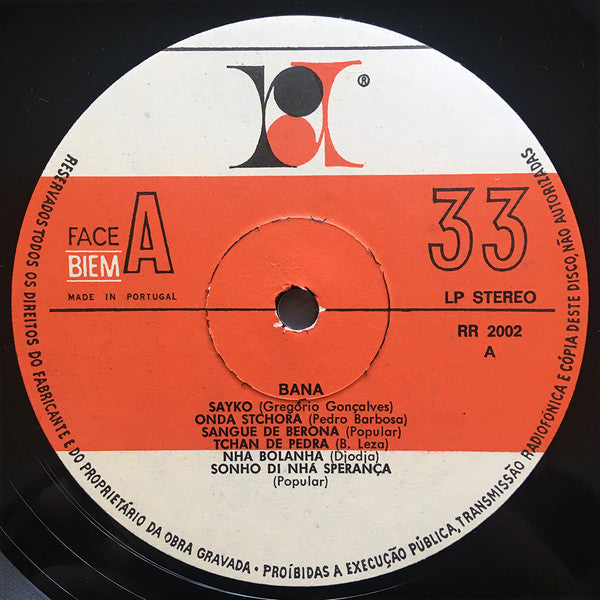 ®
FACE A
BIEM
MADE IN PORTUGAL
33
LP STEREO
RR 2002
A
BANA
SAYKO (Gregório Gonçalves)
ONDA STCHORA (Pedro Barbosa)
SANGUE DE BERONA (Popular)
TCHAN DE PEDRA (B. Leza)
NHA BOLANHA (Djodja)
SONHO DI NHA SPERANÇA
(Popular)
RESERVADOS TODOS OS DIREITOS DO FABRICANTE E DO PROPRIETÁRIO DA OBRA GRAVADA · PROÍBIDAS A EXECUÇÃO PÚBLICA, TRANSMISSÃO RADIOFÓNICA E CÓPIA DESTE DISCO, NÃO AUTORIZADAS